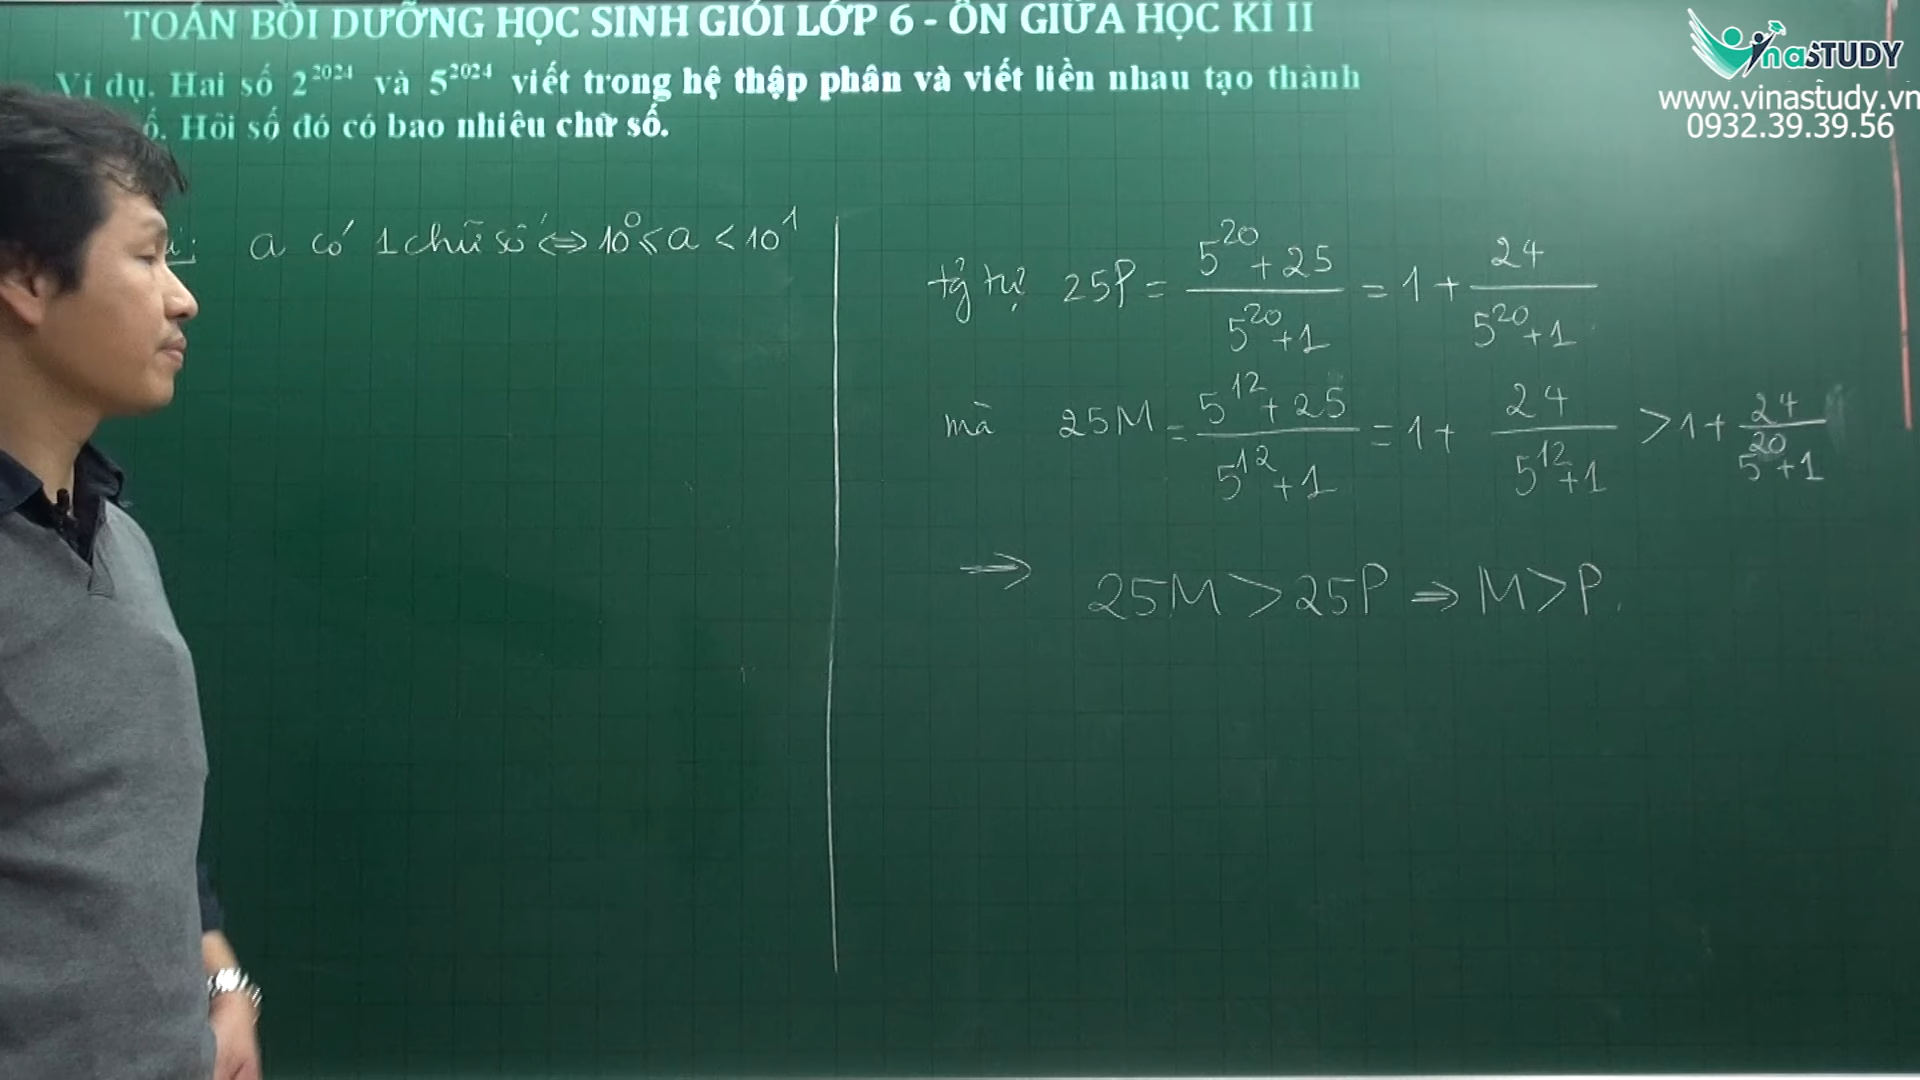 TOÁN BỒI DƯỠNG HỌC SINH GIỎI LỚP 6 - ÔN GIỮA HỌC KÌ II
Ví dụ. Hai số 2^2024 và 5^2024 viết trong hệ thập phân và viết liền nhau tạo thành
số. Hỏi số đó có bao nhiêu chữ số.
VinaSTUDY
www.vinastudy.vn
0932.39.39.56
a có 1 chữ số ⇔ 10^0 ≤ a < 10^1
tg tự 25P = (5^20 + 25)/(5^20 + 1) = 1 + 24/(5^20 + 1)
mà 25M = (5^12 + 25)/(5^12 + 1) = 1 + 24/(5^12 + 1) > 1 + 24/(5^20 + 1)
⇒ 25M > 25P ⇒ M > P.